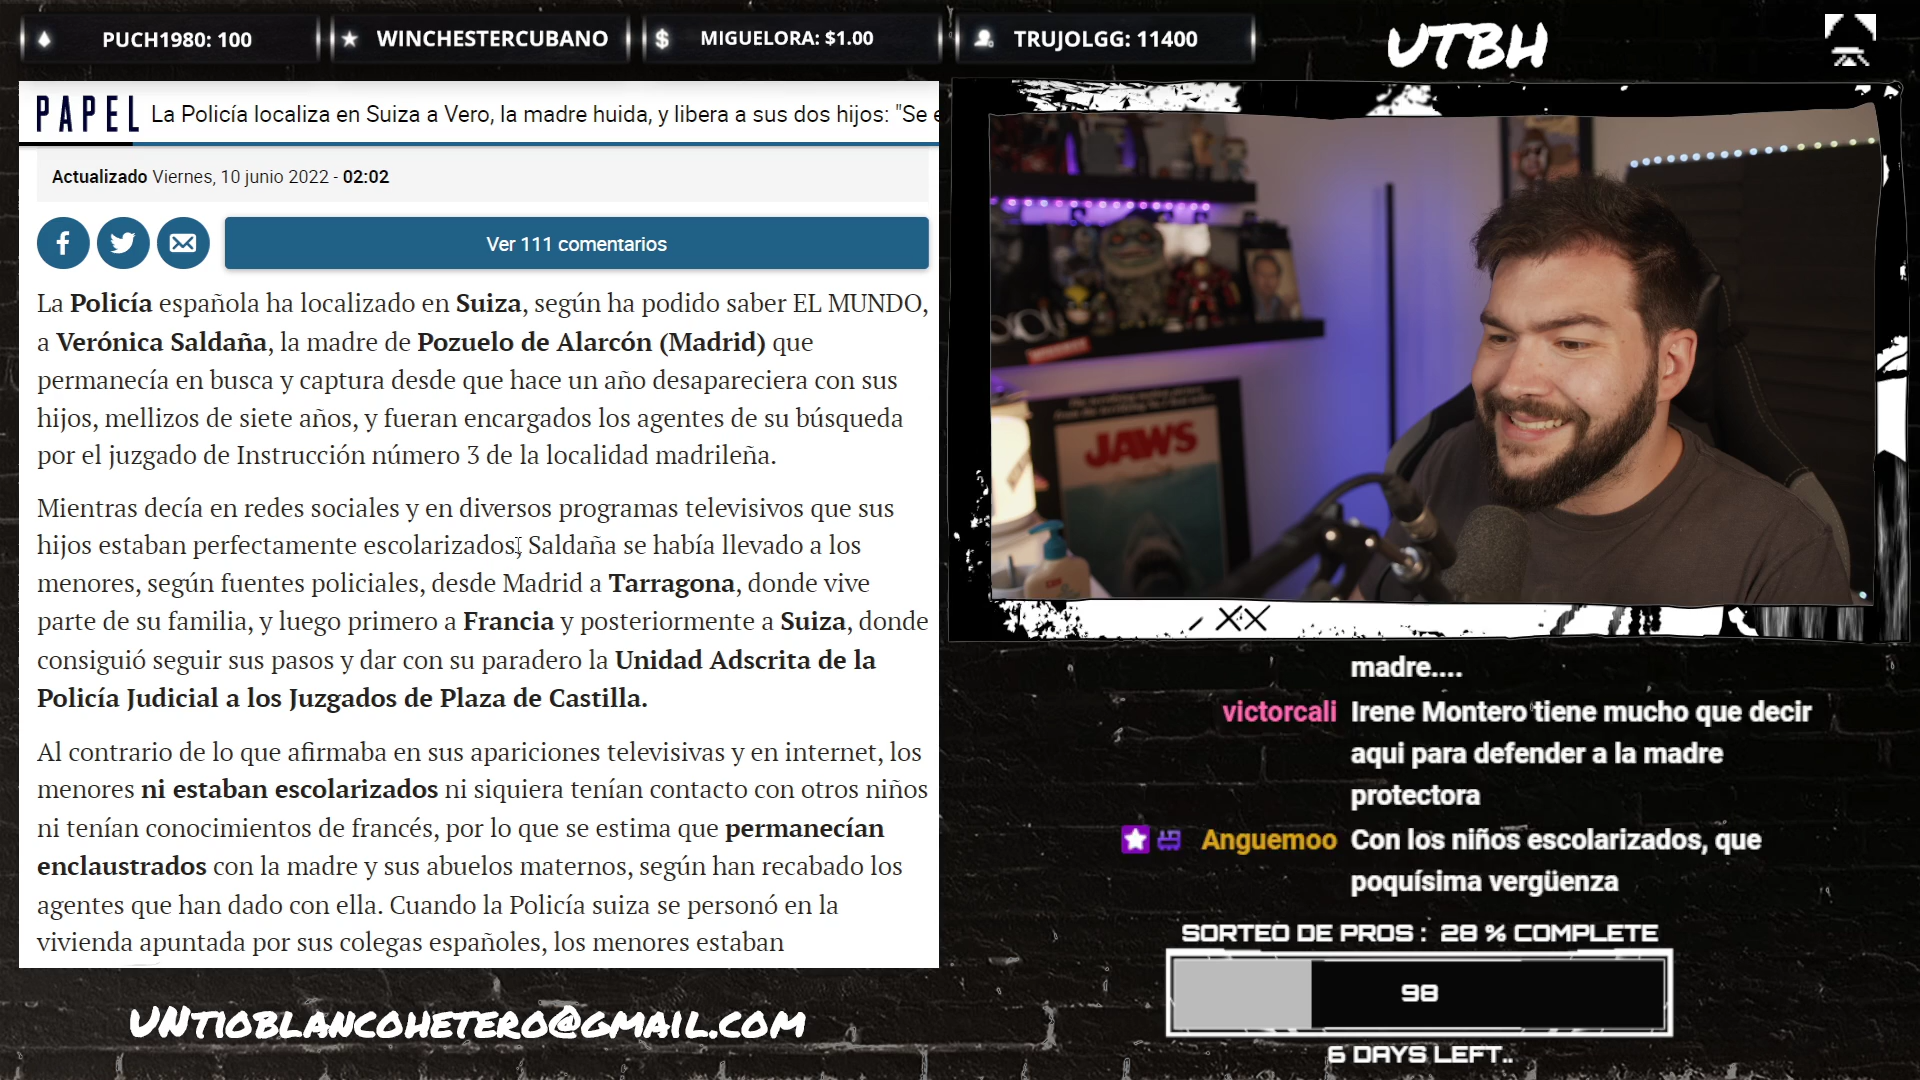 PUCH1980: 100
WINCHESTERCUBANO
MIGUELORA: $1.00
TRUJOLGG: 11400
UTBH
PAPEL La Policía localiza en Suiza a Vero, la madre huida, y libera a sus dos hijos: "Se e
Actualizado Viernes, 10 junio 2022 - 02:02
Ver 111 comentarios
La Policía española ha localizado en Suiza, según ha podido saber EL MUNDO,
a Verónica Saldaña, la madre de Pozuelo de Alarcón (Madrid) que
permanecía en busca y captura desde que hace un año desapareciera con sus
hijos, mellizos de siete años, y fueran encargados los agentes de su búsqueda
por el juzgado de Instrucción número 3 de la localidad madrileña.
Mientras decía en redes sociales y en diversos programas televisivos que sus
hijos estaban perfectamente escolarizados, Saldaña se había llevado a los
menores, según fuentes policiales, desde Madrid a Tarragona, donde vive
parte de su familia, y luego primero a Francia y posteriormente a Suiza, donde
consiguió seguir sus pasos y dar con su paradero la Unidad Adscrita de la
Policía Judicial a los Juzgados de Plaza de Castilla.
Al contrario de lo que afirmaba en sus apariciones televisivas y en internet, los
menores ni estaban escolarizados ni siquiera tenían contacto con otros niños
ni tenían conocimientos de francés, por lo que se estima que permanecían
enclaustrados con la madre y sus abuelos maternos, según han recabado los
agentes que han dado con ella. Cuando la Policía suiza se personó en la
vivienda apuntada por sus colegas españoles, los menores estaban
UNTIOBLANCOHETERO@GMAIL.COM
JAWS
XX
madre....
victorcali Irene Montero tiene mucho que decir
aqui para defender a la madre
protectora
Anguemoo Con los niños escolarizados, que
poquísima vergüenza
SORTEO DE PROS : 28 % COMPLETE
98
6 DAYS LEFT..